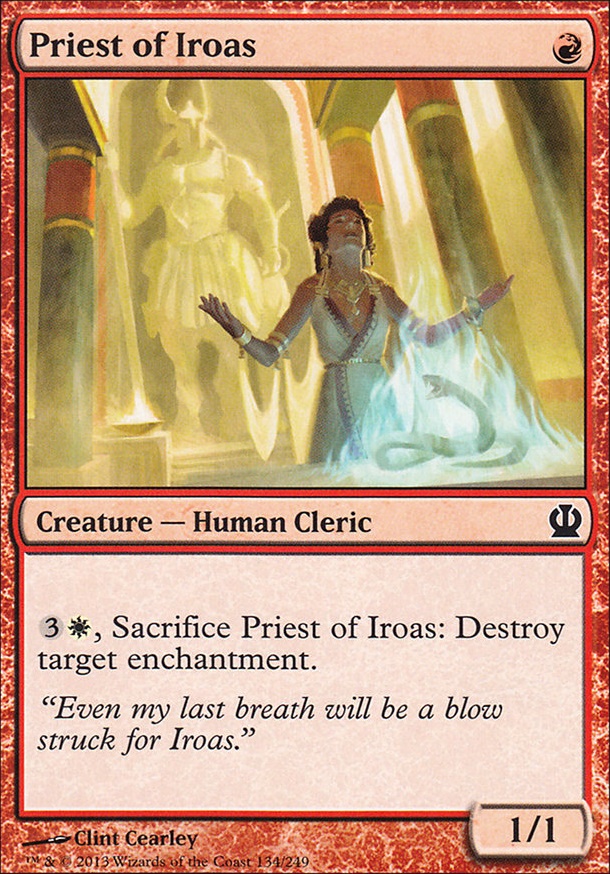 Priest of Iroas
Creature — Human Cleric
3, Sacrifice Priest of Iroas: Destroy
target enchantment.
“Even my last breath will be a blow
struck for Iroas.”
Clint Cearley
1/1
™ & © 2013 Wizards of the Coast 134/249